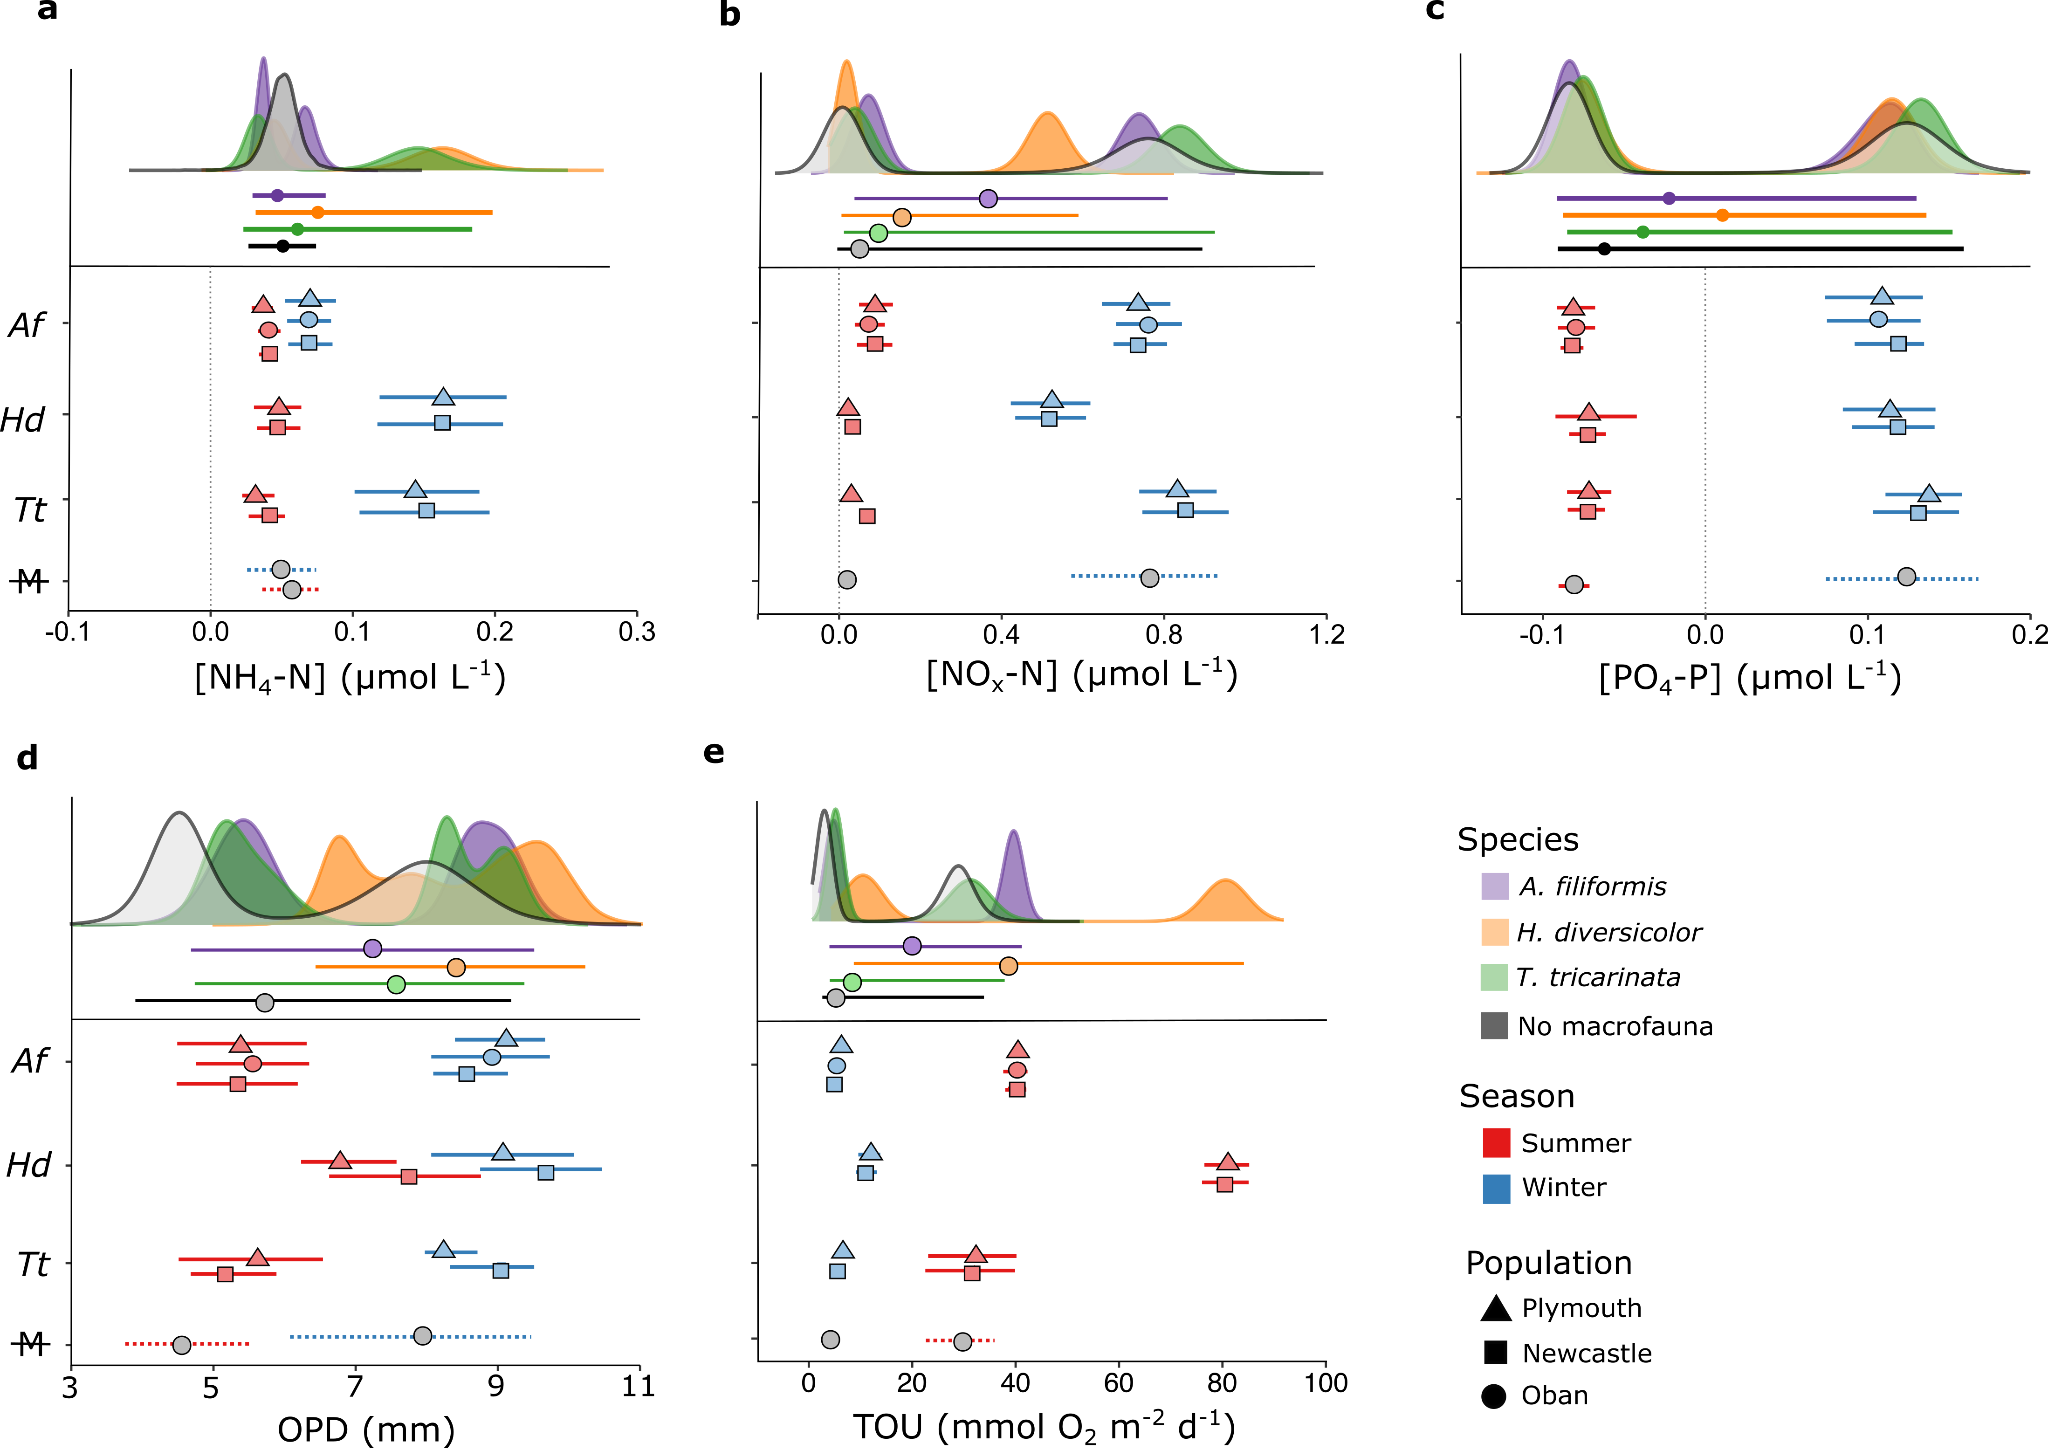 a
b
c
Af
Hd
Tt
M
-0.1 0.0 0.1 0.2 0.3
0.0 0.4 0.8 1.2
-0.1 0.0 0.1 0.2
[NH4-N] (µmol L-1)
[NOx-N] (µmol L-1)
[PO4-P] (µmol L-1)
d
e
Af
Hd
Tt
M
3 5 7 9 11
0 20 40 60 80 100
OPD (mm)
TOU (mmol O2 m-2 d-1)
Species
A. filiformis
H. diversicolor
T. tricarinata
No macrofauna
Season
Summer
Winter
Population
Plymouth
Newcastle
Oban